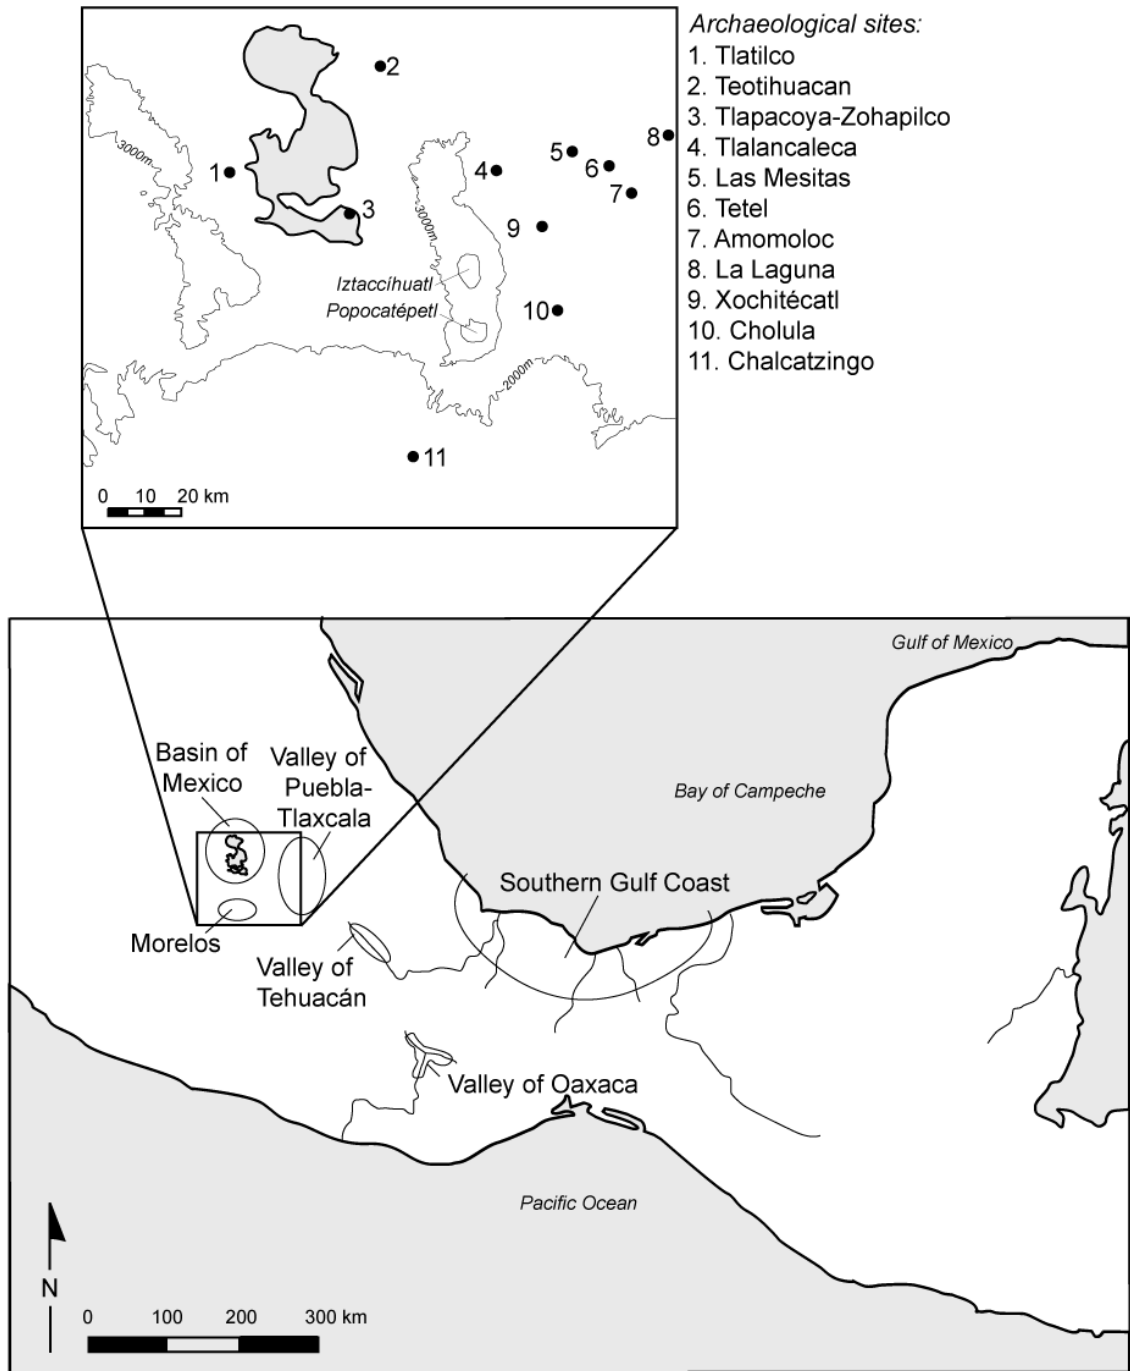 Archaeological sites:
1. Tlatilco
2. Teotihuacan
3. Tlapacoya-Zohapilco
4. Tlalancaleca
5. Las Mesitas
6. Tetel
7. Amomoloc
8. La Laguna
9. Xochitécatl
10. Cholula
11. Chalcatzingo
2
8
5
6
3000m
1
4
7
3
3000m
9
Iztaccíhuatl
Popocatépetl
10
2000m
11
0 10 20 km
Gulf of Mexico
Basin of
Mexico
Valley of
Puebla-
Tlaxcala
Bay of Campeche
Southern Gulf Coast
Morelos
Valley of
Tehuacán
Valley of Oaxaca
Pacific Ocean
N
0 100 200 300 km